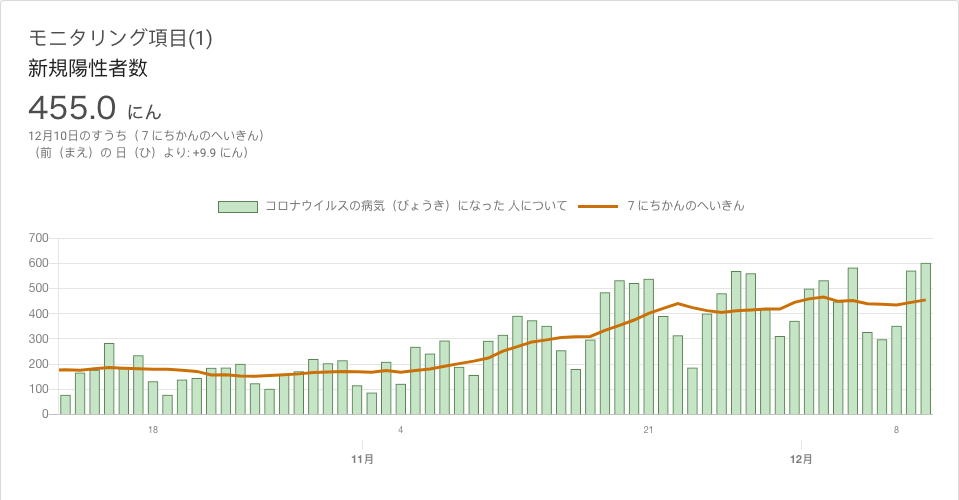 モニタリング項目(1)
新規陽性者数
455.0 にん
12月10日のすうち（７にちかんのへいきん）
（前（まえ）の 日（ひ）より: +9.9 にん）
コロナウイルスの病気（びょうき）になった 人について　７にちかんのへいきん
700
600
500
400
300
200
100
0
18 4 21 8
11月 12月